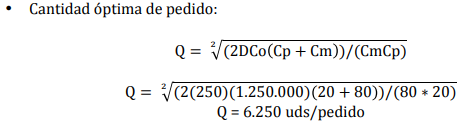 • Cantidad óptima de pedido:
Q = ²√(2DCo(Cp + Cm))/(CmCp)
Q = ²√(2(250)(1.250.000)(20 + 80))/(80 ∗ 20)
Q = 6.250 uds/pedido